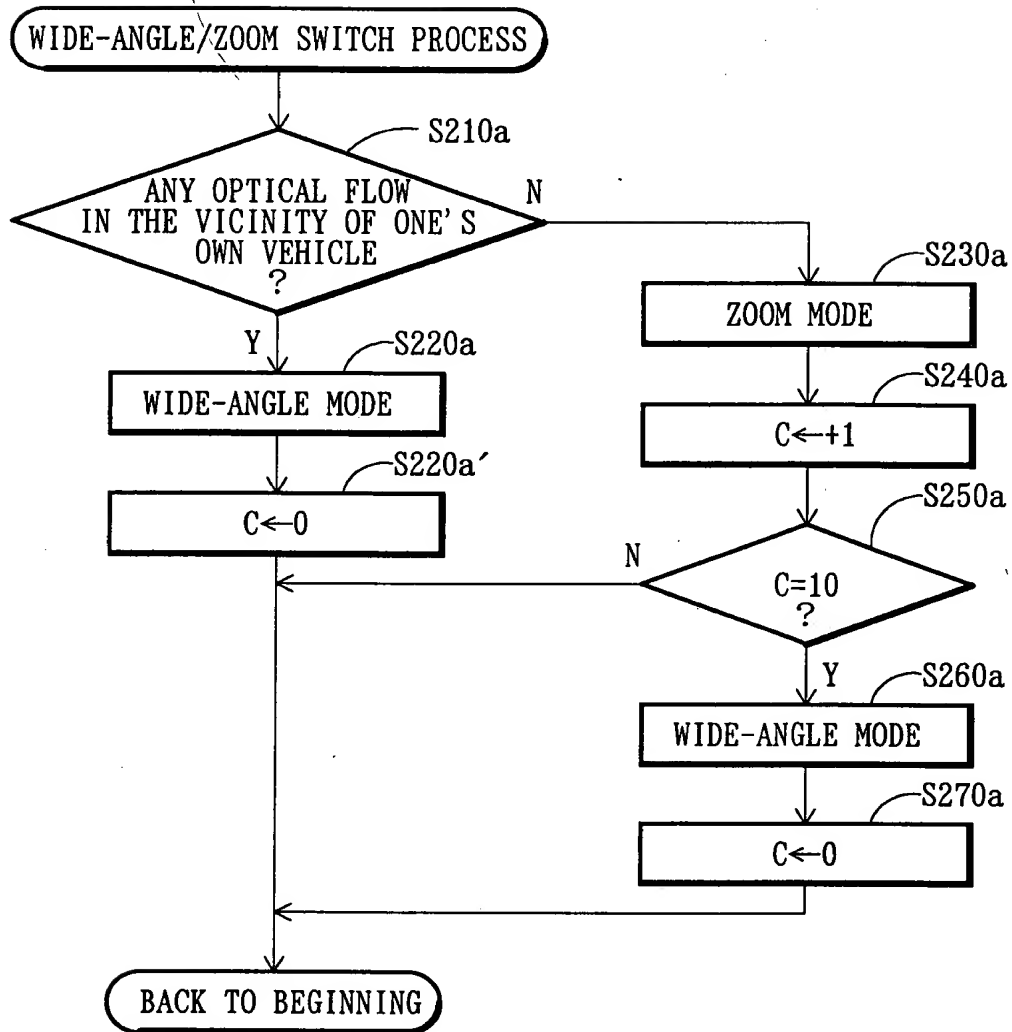 WIDE-ANGLE/ZOOM SWITCH PROCESS
S210a
ANY OPTICAL FLOW
IN THE VICINITY OF ONE'S
OWN VEHICLE
?
N
Y
S220a
WIDE-ANGLE MODE
S220a′
C←0
S230a
ZOOM MODE
S240a
C←+1
S250a
C=10
?
N
Y
S260a
WIDE-ANGLE MODE
S270a
C←0
BACK TO BEGINNING